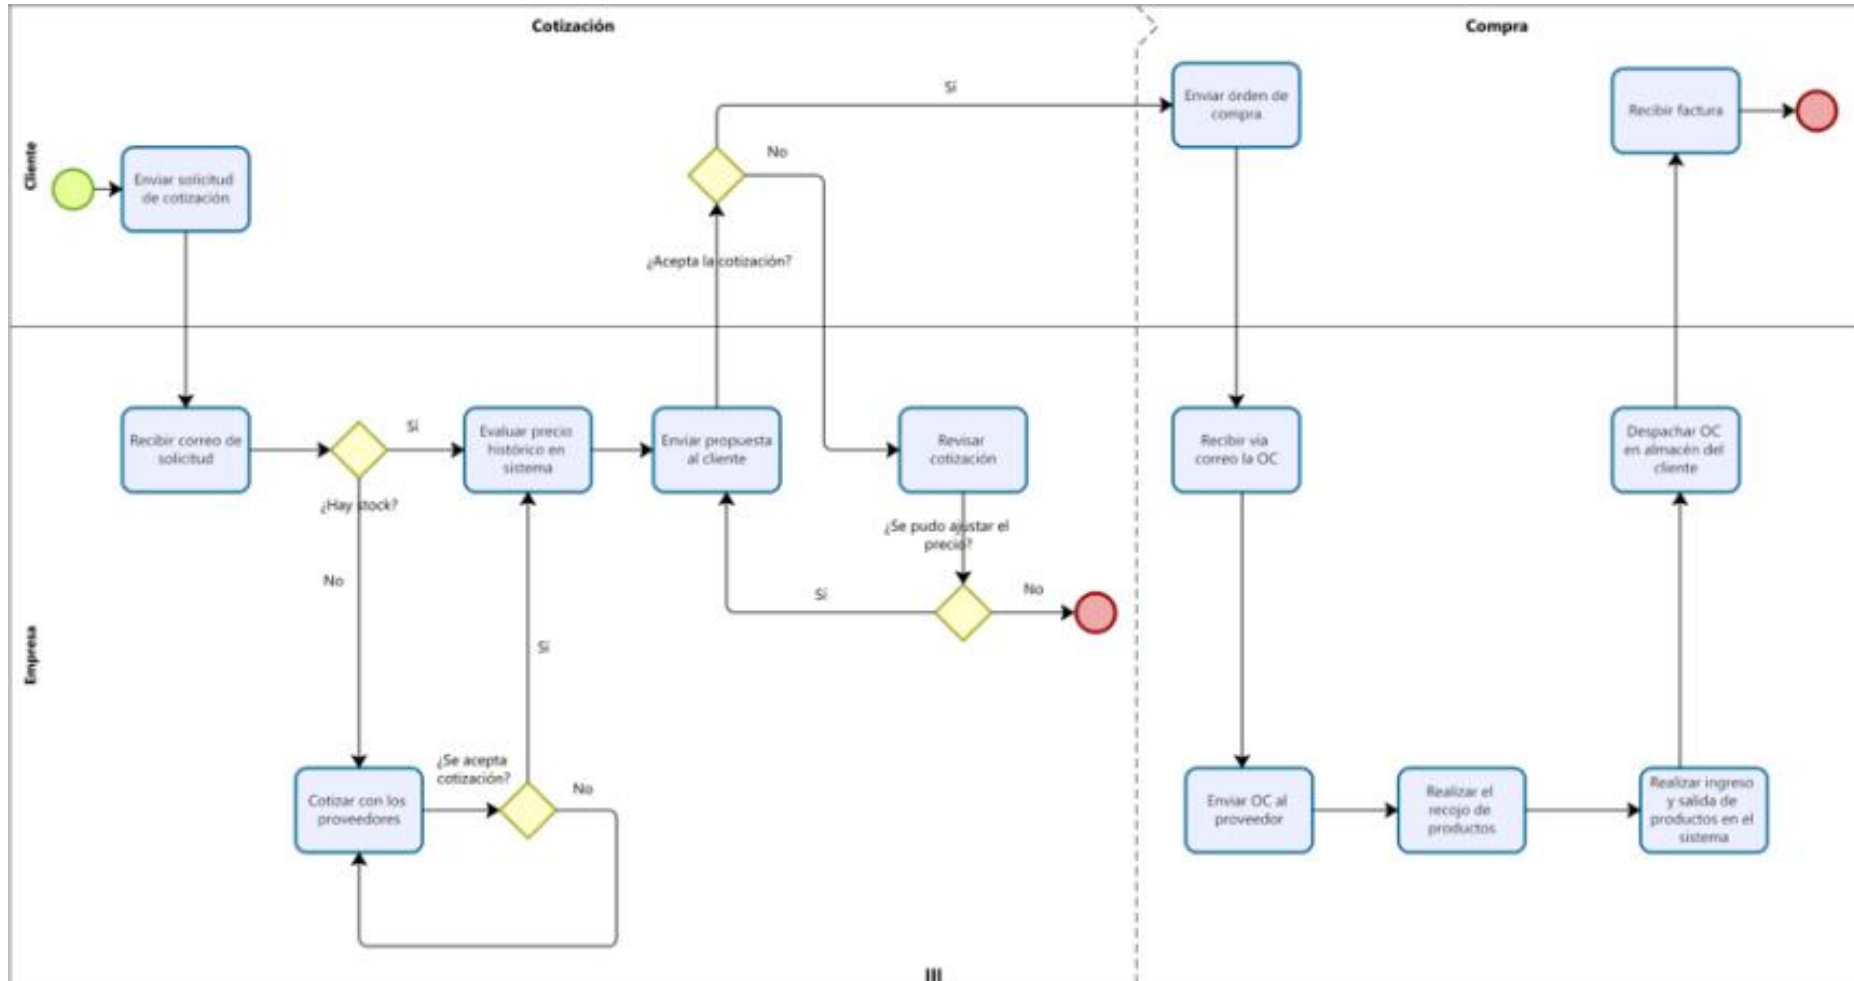 Cotización
Compra
Cliente
Enviar solicitud
de cotización
Sí
No
¿Acepta la cotización?
Enviar órden de
compra
Recibir factura
Empresa
Recibir correo de
solicitud
Sí
¿Hay stock?
No
Evaluar precio
histórico en
sistema
Enviar propuesta
al cliente
Revisar
cotización
¿Se pudo ajustar el
precio?
Sí
No
Sí
Cotizar con los
proveedores
¿Se acepta
cotización?
No
Recibir via
correo la OC
Despachar OC
en almacén del
cliente
Enviar OC al
proveedor
Realizar el
recojo de
productos
Realizar ingreso
y salida de
productos en el
sistema